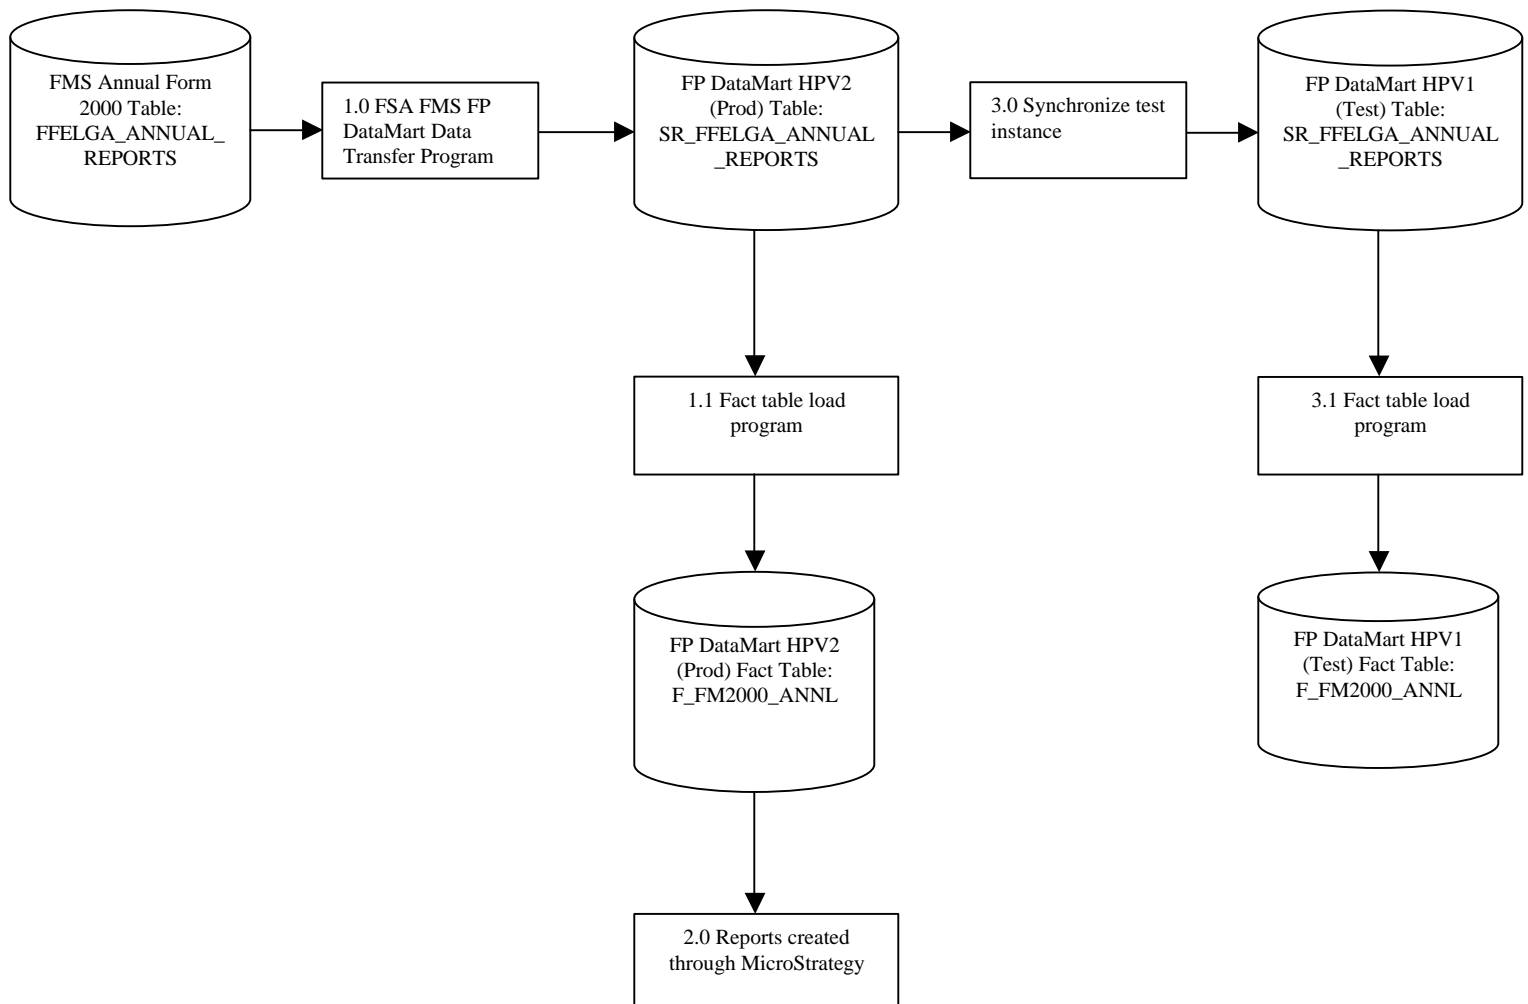 FMS Annual Form
2000 Table:
FFELGA_ANNUAL_
REPORTS
1.0 FSA FMS FP
DataMart Data
Transfer Program
FP DataMart HPV2
(Prod) Table:
SR_FFELGA_ANNUAL
_REPORTS
3.0 Synchronize test
instance
FP DataMart HPV1
(Test) Table:
SR_FFELGA_ANNUAL
_REPORTS
1.1 Fact table load
program
3.1 Fact table load
program
FP DataMart HPV2
(Prod) Fact Table:
F_FM2000_ANNL
FP DataMart HPV1
(Test) Fact Table:
F_FM2000_ANNL
2.0 Reports created
through MicroStrategy